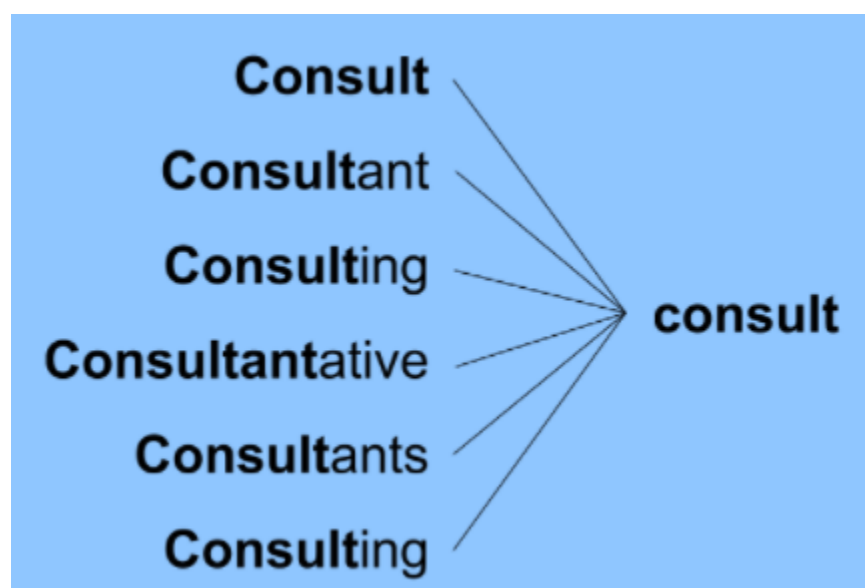 Consult
Consultant
Consulting
consult
Consultantative
Consultants
Consulting